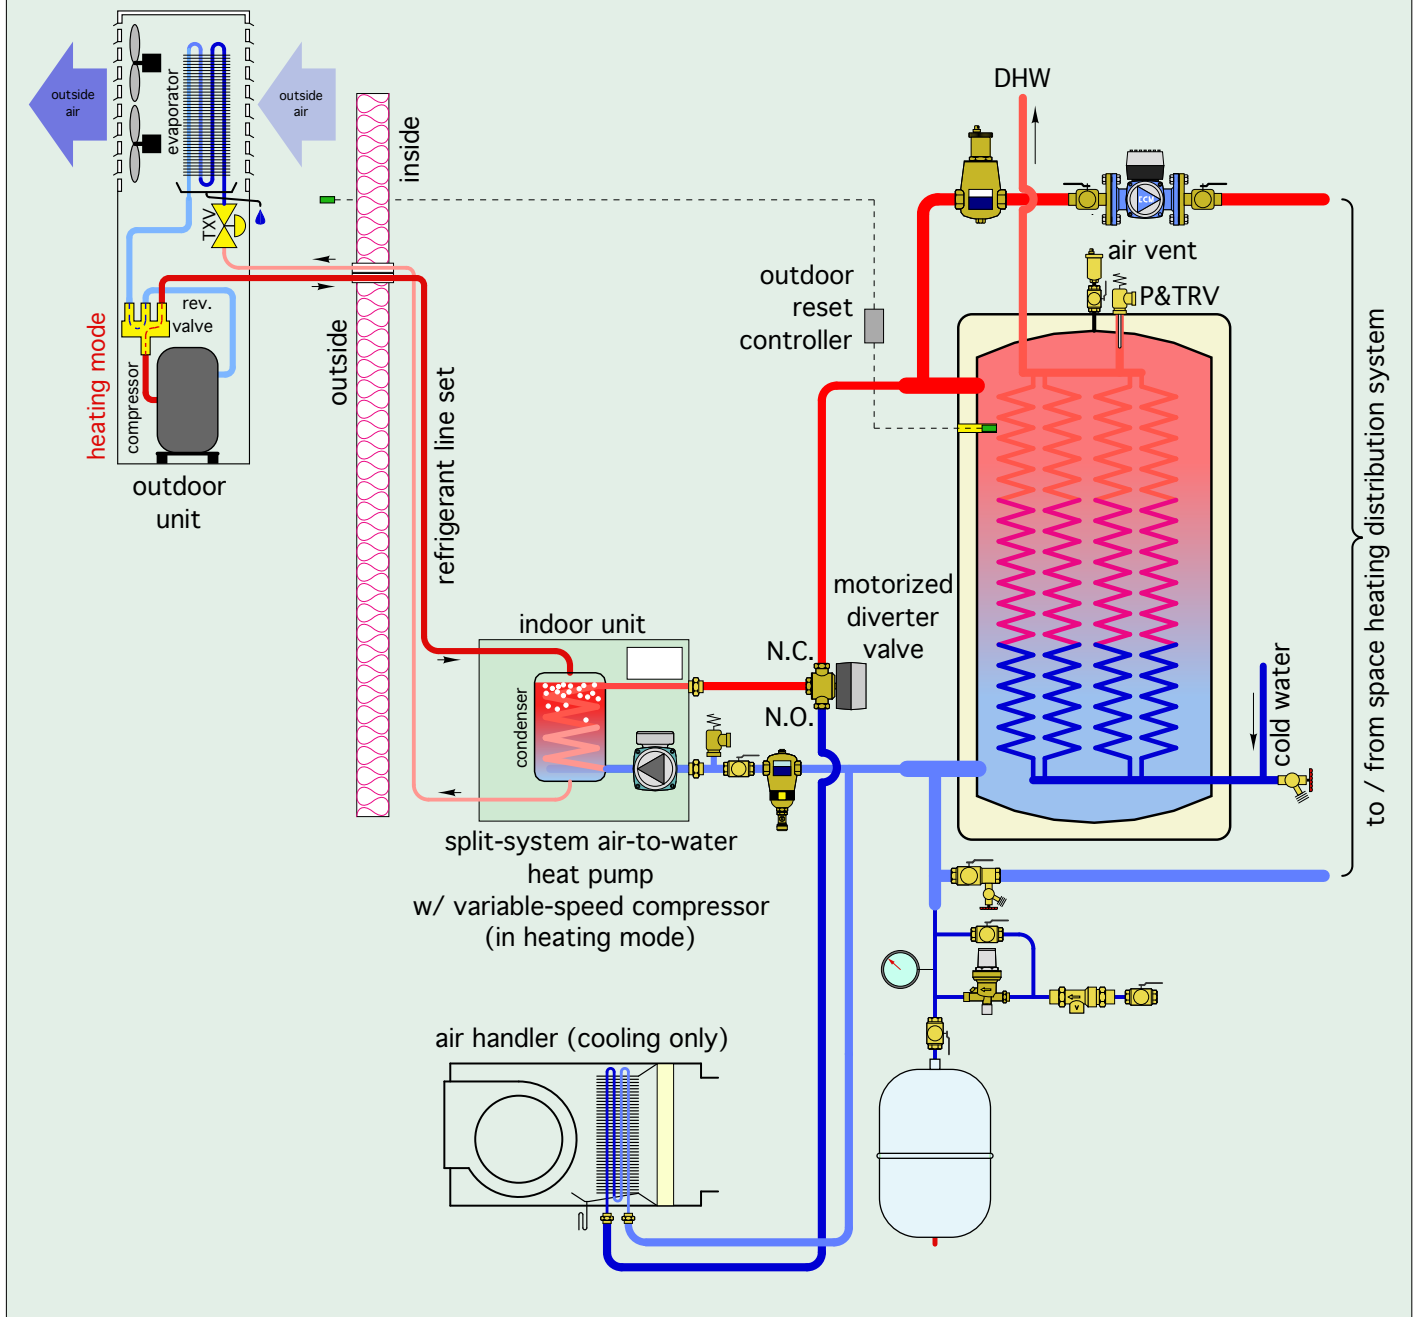 outside
air
evaporator
outside
air
TXV
rev.
valve
heating mode
compressor
outdoor
unit
inside
outside
refrigerant line set
outdoor
reset
controller
DHW
ECM
air vent
P&TRV
to / from space heating distribution system
motorized
diverter
valve
N.C.
N.O.
indoor unit
condenser
cold water
split-system air-to-water
heat pump
w/ variable-speed compressor
(in heating mode)
air handler (cooling only)
V